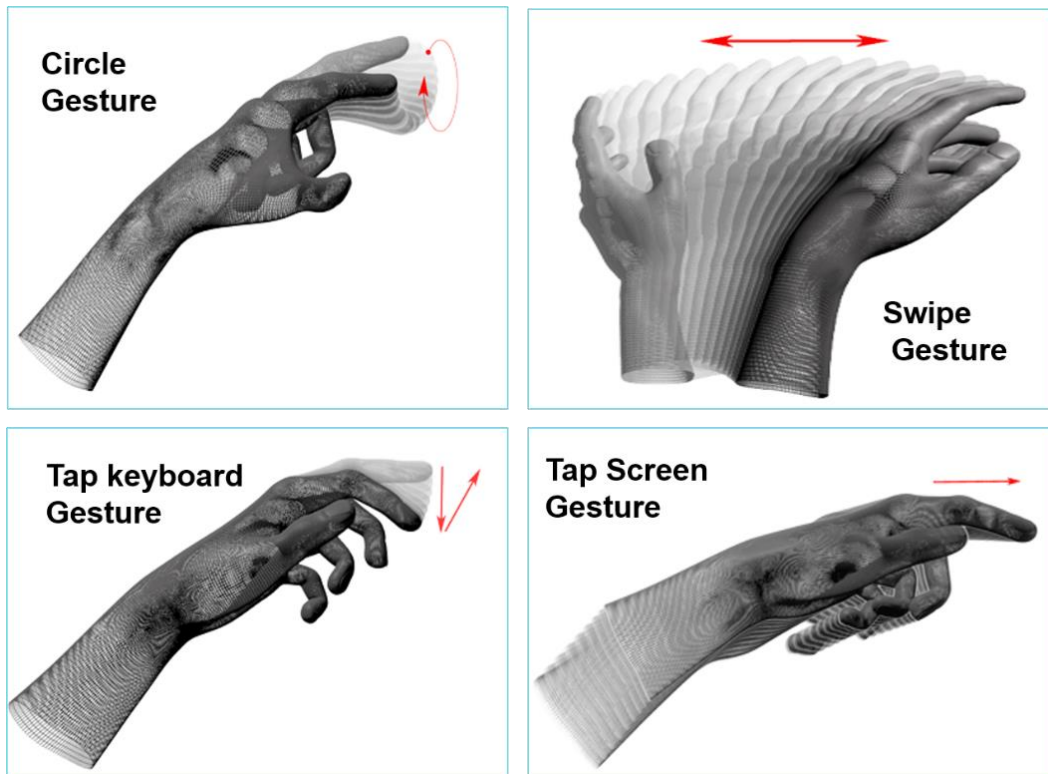 Circle
Gesture
Swipe
Gesture
Tap keyboard
Gesture
Tap Screen
Gesture